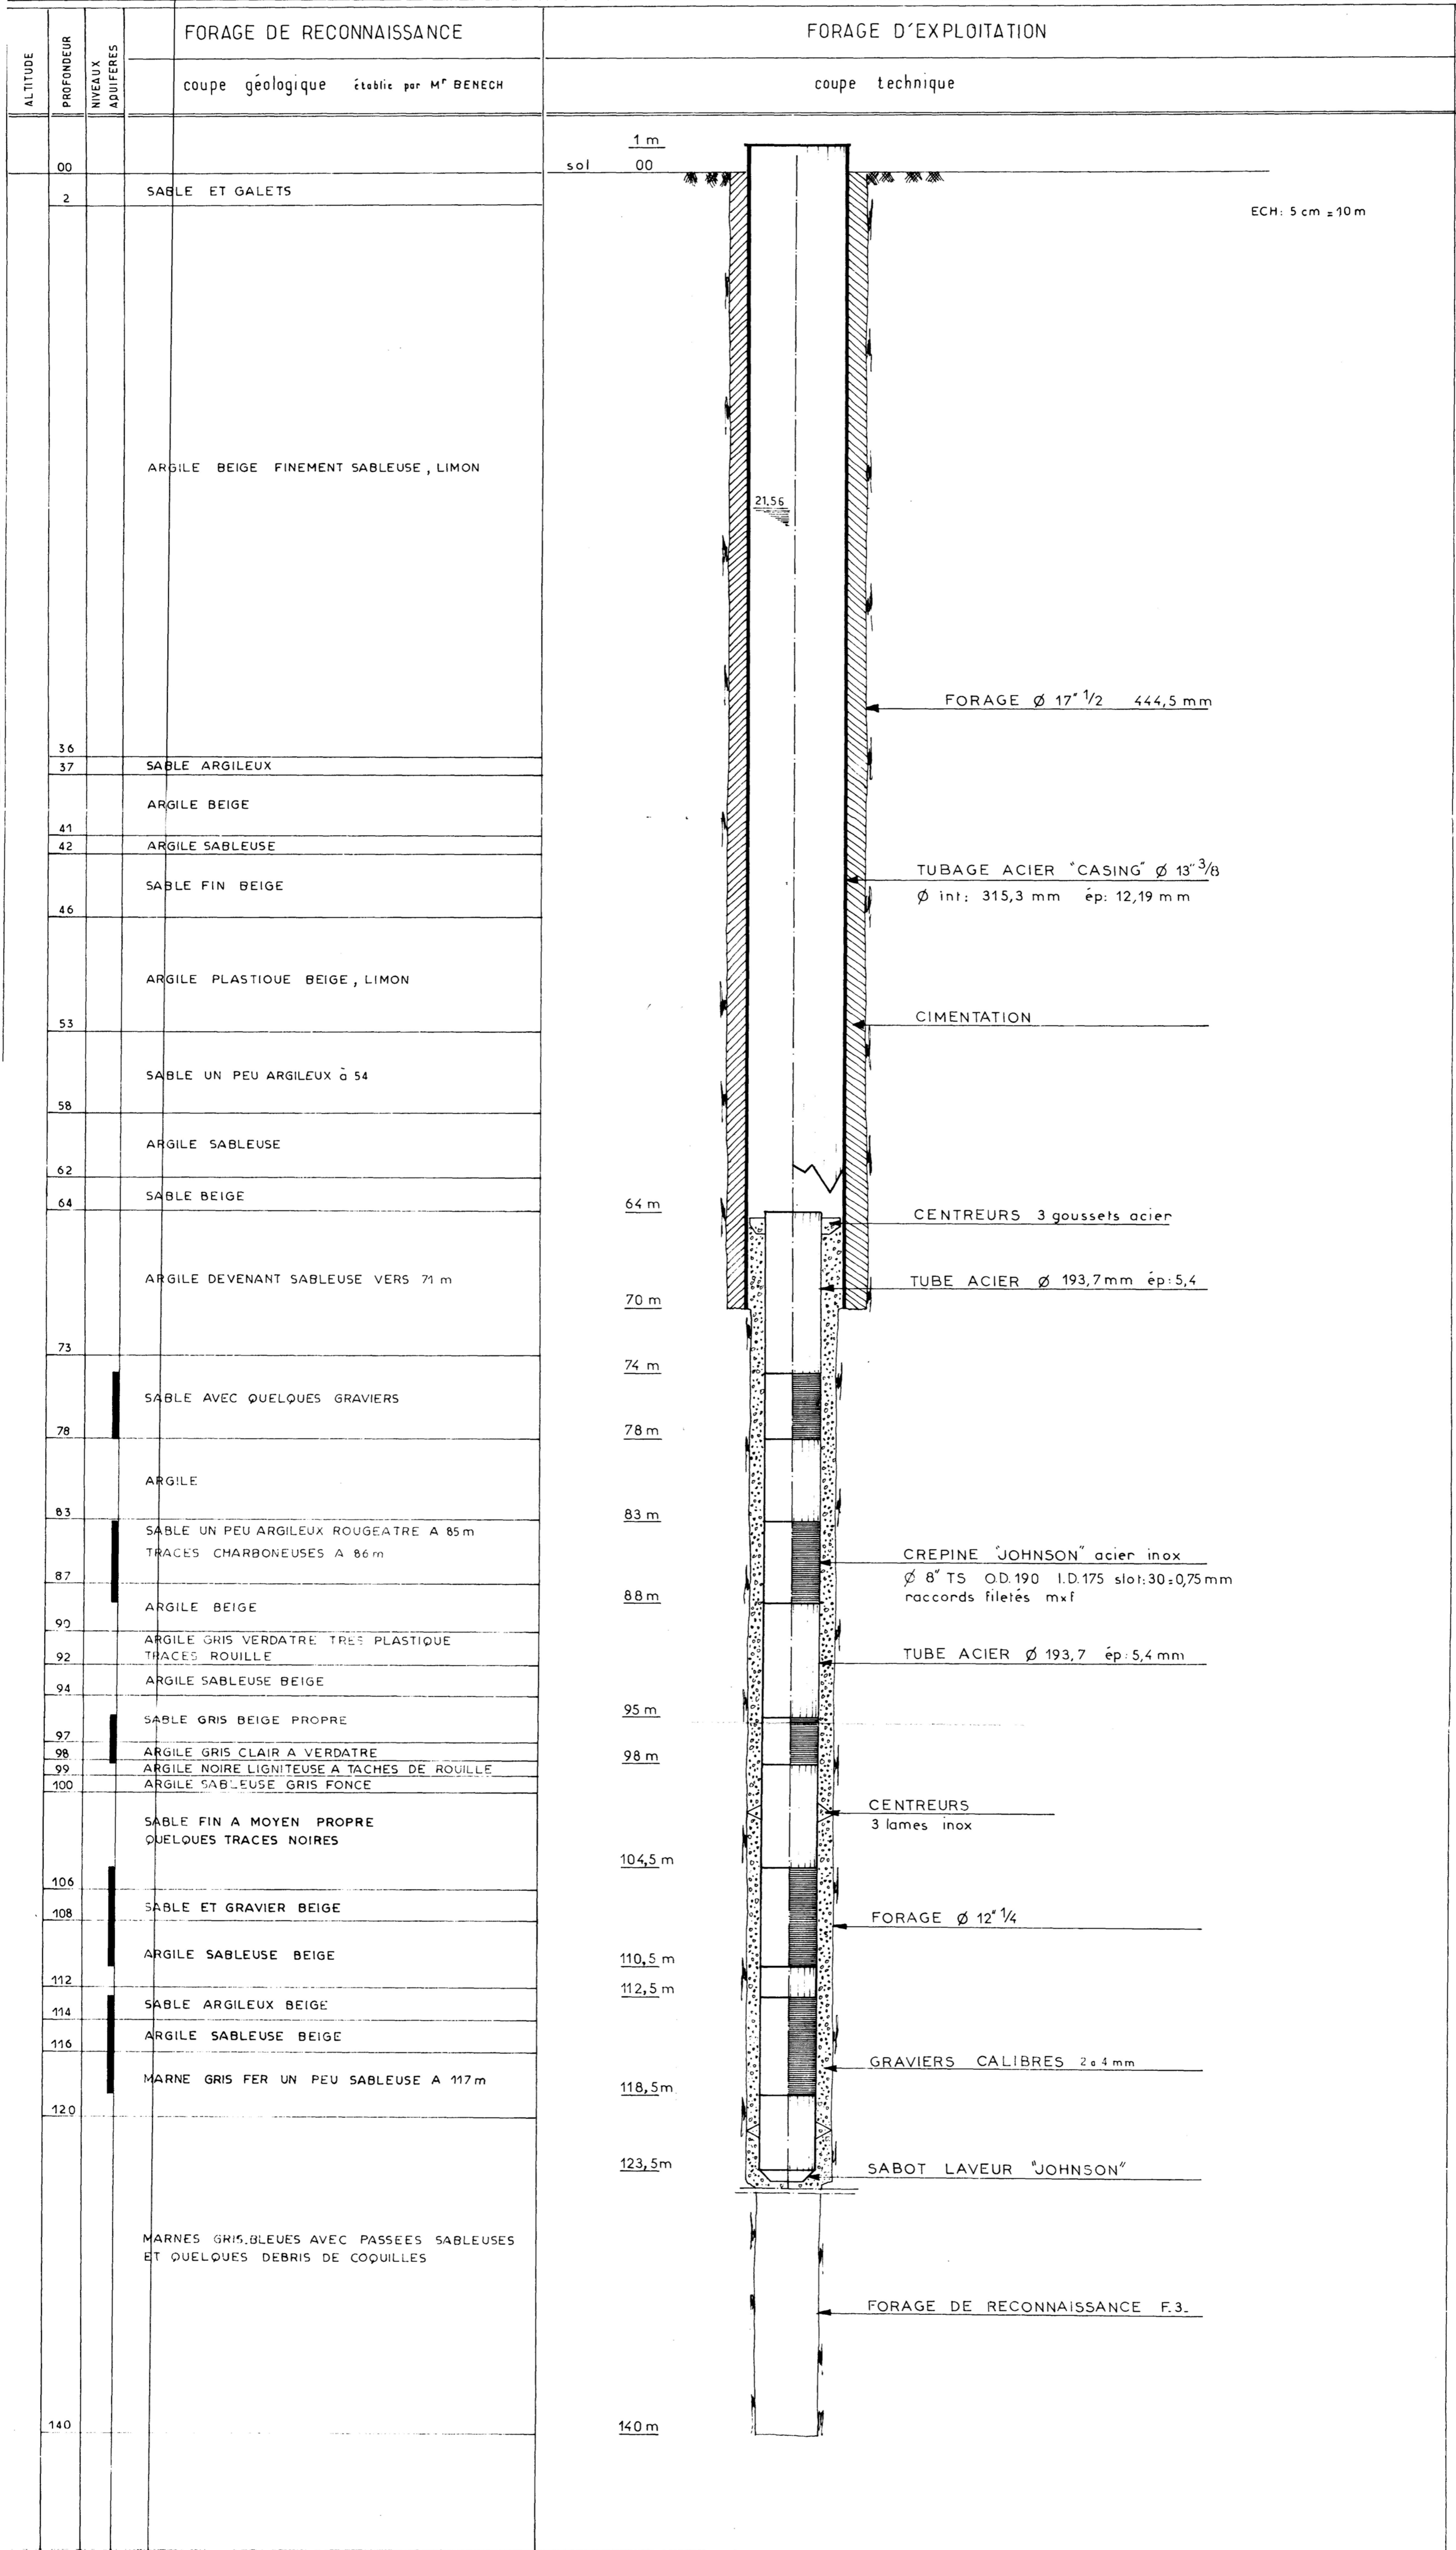 ALTITUDE
PROFONDEUR
NIVEAUX
AQUIFERES
FORAGE DE RECONNAISSANCE
coupe géologique établie par Mr BENECH
FORAGE D'EXPLOITATION
coupe technique
1 m
00
sol 00
2
SABLE ET GALETS
ECH: 5 cm = 10 m
ARGILE BEIGE FINEMENT SABLEUSE, LIMON
21.56
FORAGE Ø 17" 1/2 444,5 mm
36
37
SABLE ARGILEUX
ARGILE BEIGE
41
42
ARGILE SABLEUSE
TUBAGE ACIER "CASING" Ø 13" 3/8
Ø int: 315,3 mm ép: 12,19 mm
SABLE FIN BEIGE
46
ARGILE PLASTIQUE BEIGE, LIMON
53
CIMENTATION
SABLE UN PEU ARGILEUX à 54
58
ARGILE SABLEUSE
62
SABLE BEIGE
64
64 m
CENTREURS 3 goussets acier
ARGILE DEVENANT SABLEUSE VERS 71 m
TUBE ACIER Ø 193,7 mm ép: 5,4
70 m
73
74 m
SABLE AVEC QUELQUES GRAVIERS
78
78 m
ARGILE
83
83 m
SABLE UN PEU ARGILEUX ROUGEATRE A 85 m
TRACES CHARBONEUSES A 86 m
CREPINE "JOHNSON" acier inox
Ø 8" TS O.D.190 I.D.175 slot: 30 = 0,75 mm
raccords filetés mxf
87
88 m
ARGILE BEIGE
90
ARGILE GRIS VERDATRE TRES PLASTIQUE
TRACES ROUILLE
92
TUBE ACIER Ø 193,7 ép: 5,4 mm
ARGILE SABLEUSE BEIGE
94
95 m
SABLE GRIS BEIGE PROPRE
97
98
ARGILE GRIS CLAIR A VERDATRE
98 m
99
ARGILE NOIRE LIGNITEUSE A TACHES DE ROUILLE
100
ARGILE SABLEUSE GRIS FONCE
CENTREURS
3 lames inox
SABLE FIN A MOYEN PROPRE
QUELQUES TRACES NOIRES
104,5 m
106
SABLE ET GRAVIER BEIGE
108
FORAGE Ø 12" 1/4
ARGILE SABLEUSE BEIGE
110,5 m
112
112,5 m
SABLE ARGILEUX BEIGE
114
ARGILE SABLEUSE BEIGE
116
GRAVIERS CALIBRES 2 a 4 mm
MARNE GRIS FER UN PEU SABLEUSE A 117 m
118,5 m
120
123,5 m
SABOT LAVEUR "JOHNSON"
MARNES GRIS.BLEUES AVEC PASSEES SABLEUSES
ET QUELQUES DEBRIS DE COQUILLES
FORAGE DE RECONNAISSANCE F.3.
140
140 m